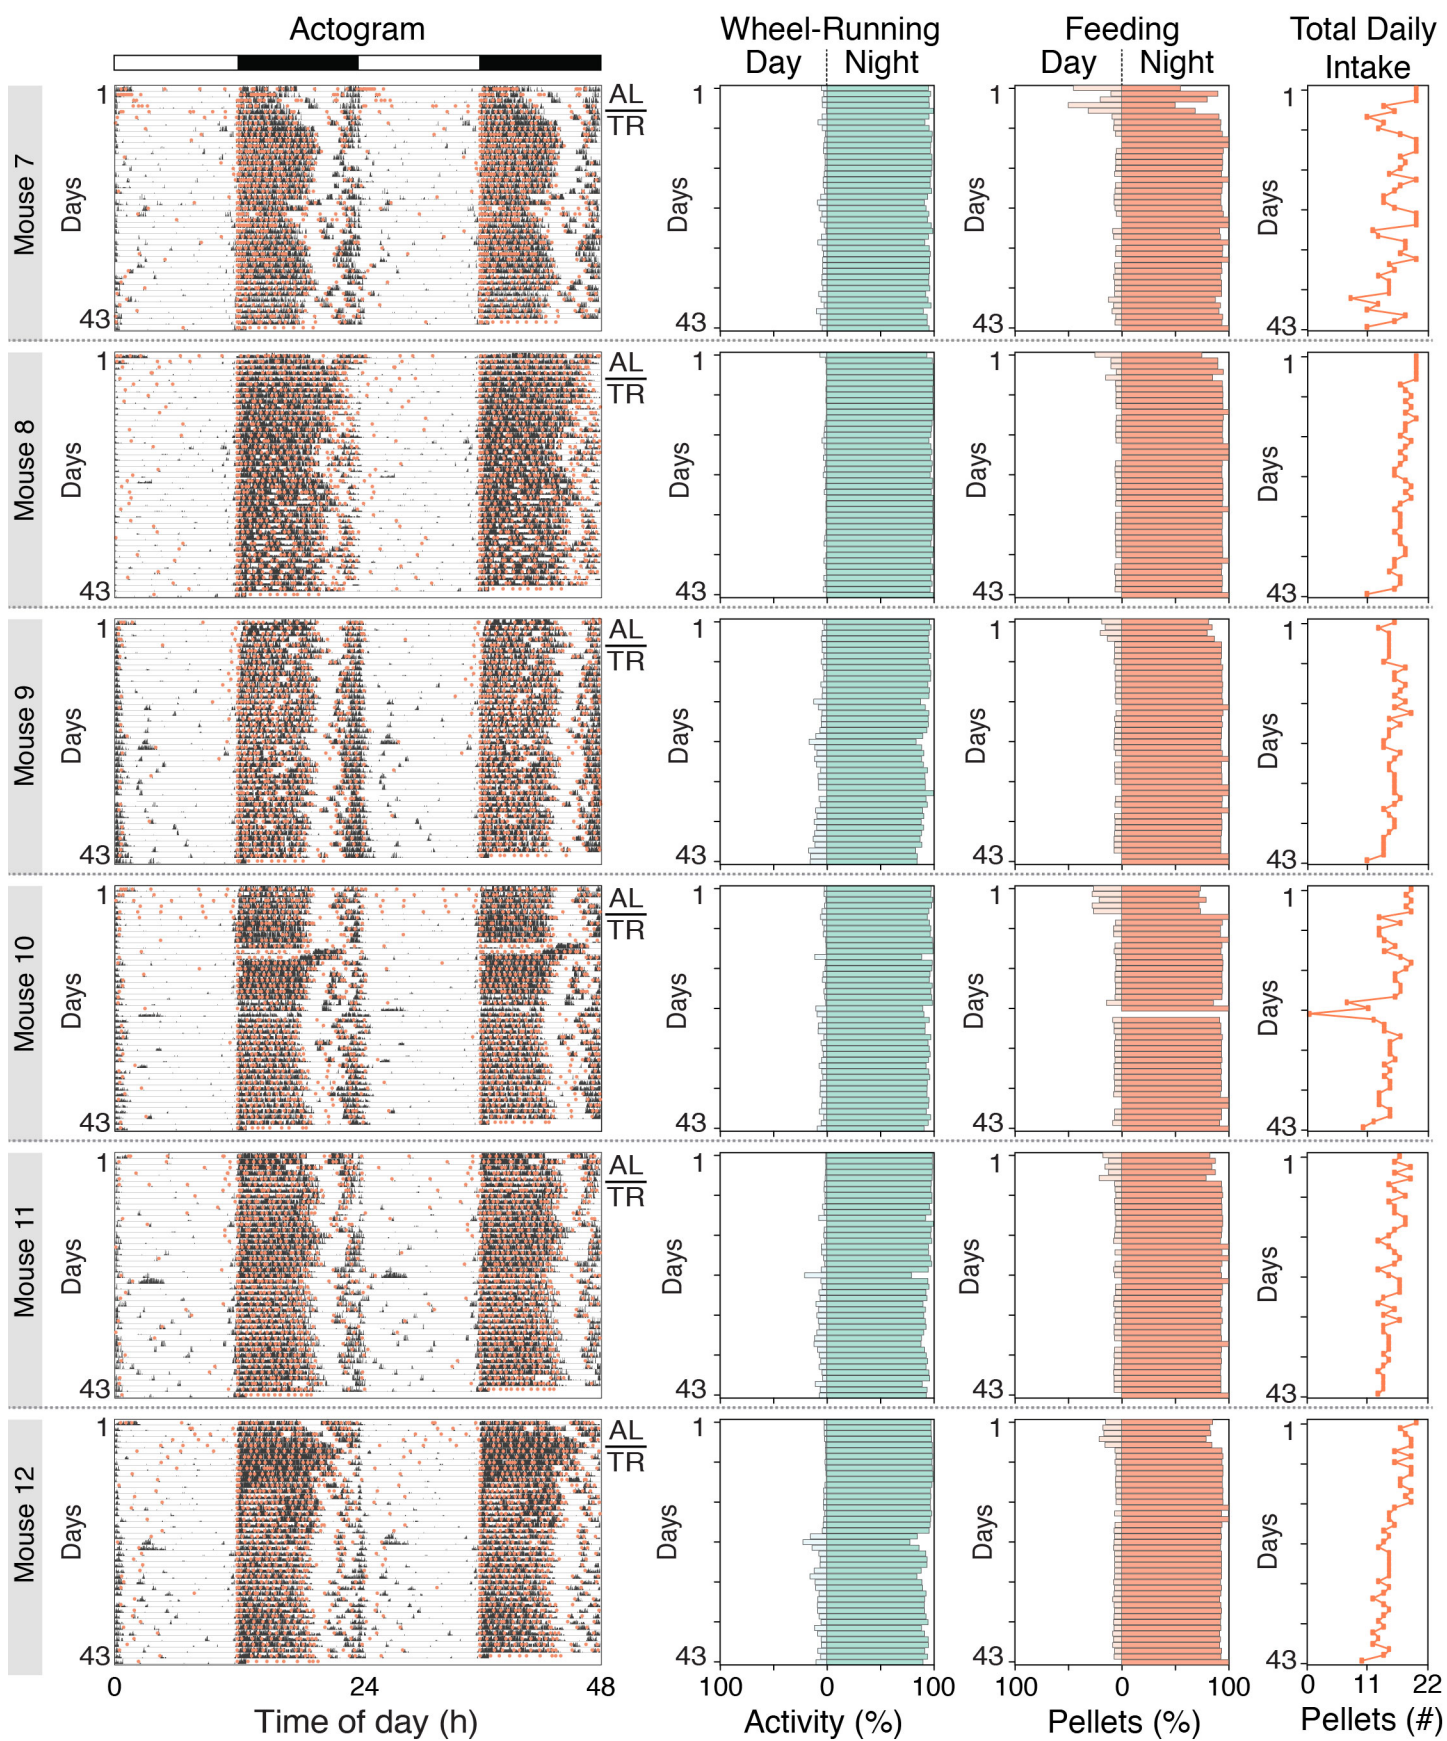 Actogram Wheel-Running Feeding Total Daily
Day Night Day Night Intake
Mouse 7 Days 1 43 AL TR Days 1 43 Days 1 43 Days 1 43
Mouse 8 Days 1 43 AL TR Days 1 43 Days 1 43 Days 1 43
Mouse 9 Days 1 43 AL TR Days 1 43 Days 1 43 Days 1 43
Mouse 10 Days 1 43 AL TR Days 1 43 Days 1 43 Days 1 43
Mouse 11 Days 1 43 AL TR Days 1 43 Days 1 43 Days 1 43
Mouse 12 Days 1 43 AL TR Days 1 43 Days 1 43 Days 1 43
0 24 48 100 0 100 100 0 100 0 11 22
Time of day (h) Activity (%) Pellets (%) Pellets (#)